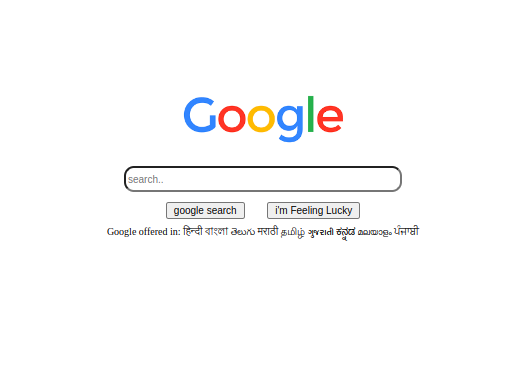 Google
search..
google search i'm Feeling Lucky
Google offered in: हिन्दी বাংলা తెలుగు मराठी தமிழ் ગુજરાતી ಕನ್ನಡ മലയാളം ਪੰਜਾਬੀ